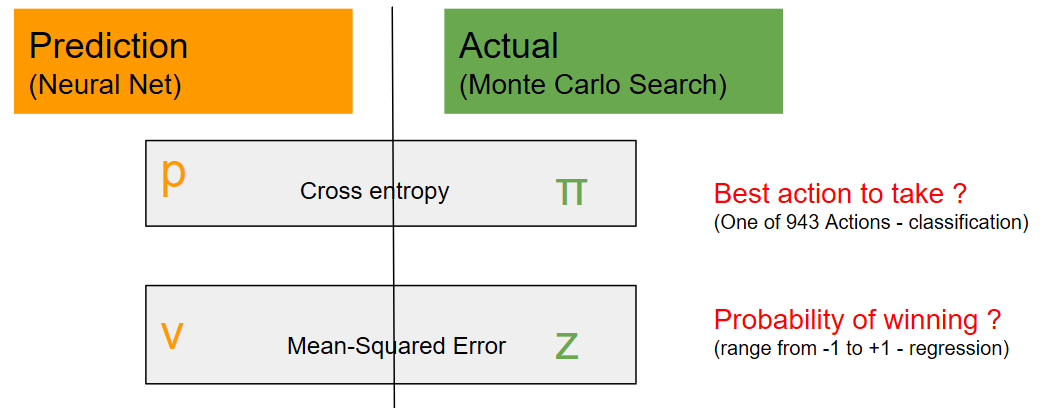 Prediction
(Neural Net)
Actual
(Monte Carlo Search)
p
Cross entropy
π
Best action to take ?
(One of 943 Actions - classification)
v
Mean-Squared Error
z
Probability of winning ?
(range from -1 to +1 - regression)